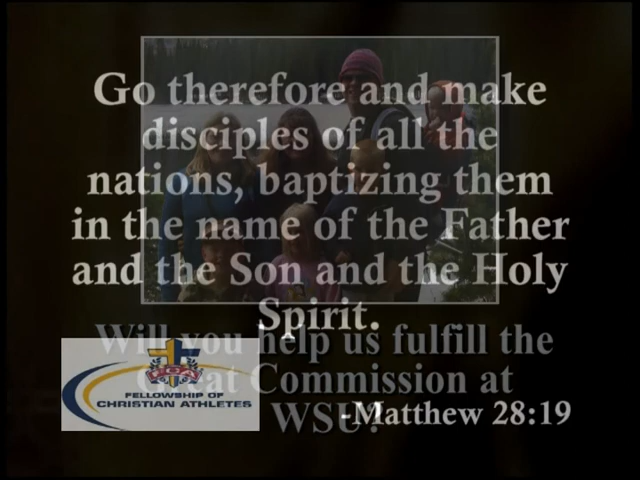 Go therefore and make
disciples of all the
nations, baptizing them
in the name of the Father
and the Son and the Holy
Spirit.
Will you help us fulfill the
Great Commission at
WSU?
-Matthew 28:19
FCA
FELLOWSHIP OF
CHRISTIAN ATHLETES